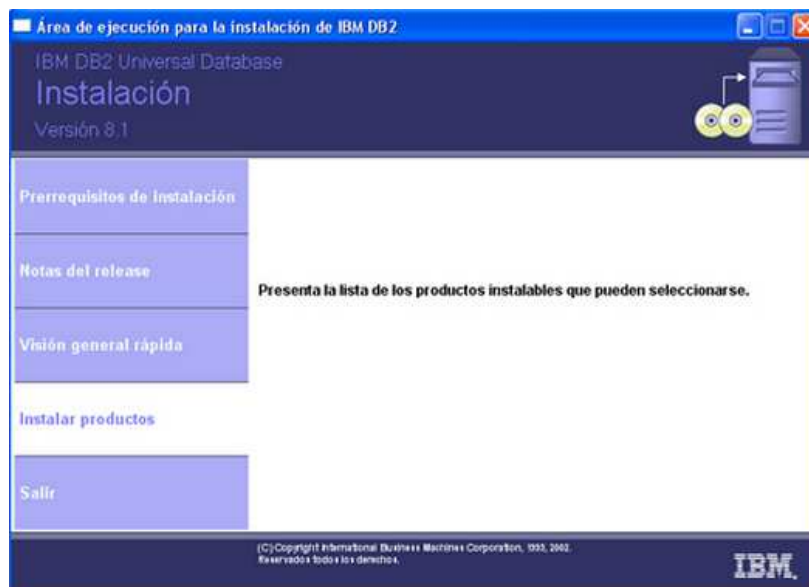 Área de ejecución para la instalación de IBM DB2
IBM DB2 Universal Database
Instalación
Versión 8.1
Prerrequisitos de instalación
Notas del release
Presenta la lista de los productos instalables que pueden seleccionarse.
Visión general rápida
Instalar productos
Salir
(C)Copyright International Business Machines Corporation, 1993, 2002.
Reservados todos los derechos.
IBM.